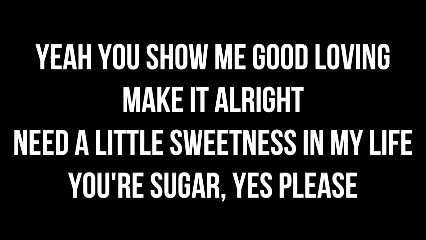 YEAH YOU SHOW ME GOOD LOVING
MAKE IT ALRIGHT
NEED A LITTLE SWEETNESS IN MY LIFE
YOU'RE SUGAR, YES PLEASE